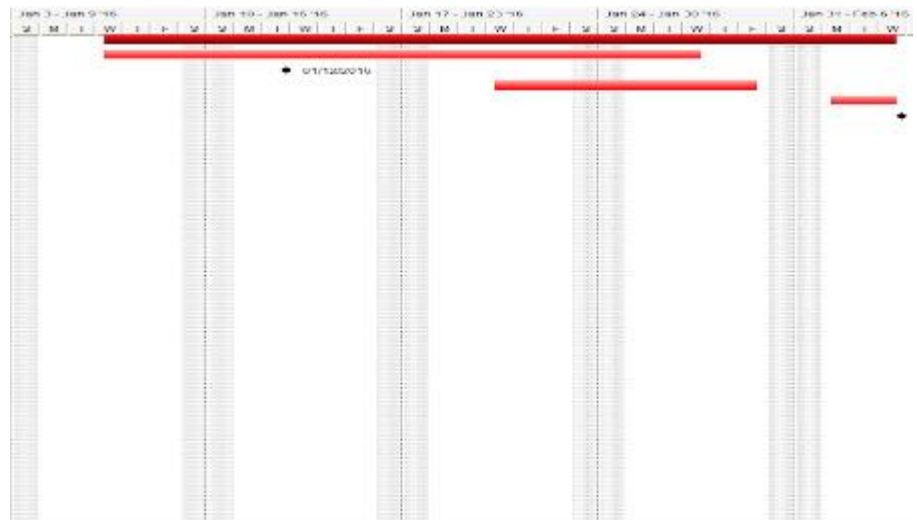 Jan 3 - Jan 9 '16 Jan 10 - Jan 16 '16 Jan 17 - Jan 23 '16 Jan 24 - Jan 30 '16 Jan 31 - Feb 6 '16
S M T W T F S S M T W T F S S M T W T F S S M T W T F S S M T W
01/12/2016